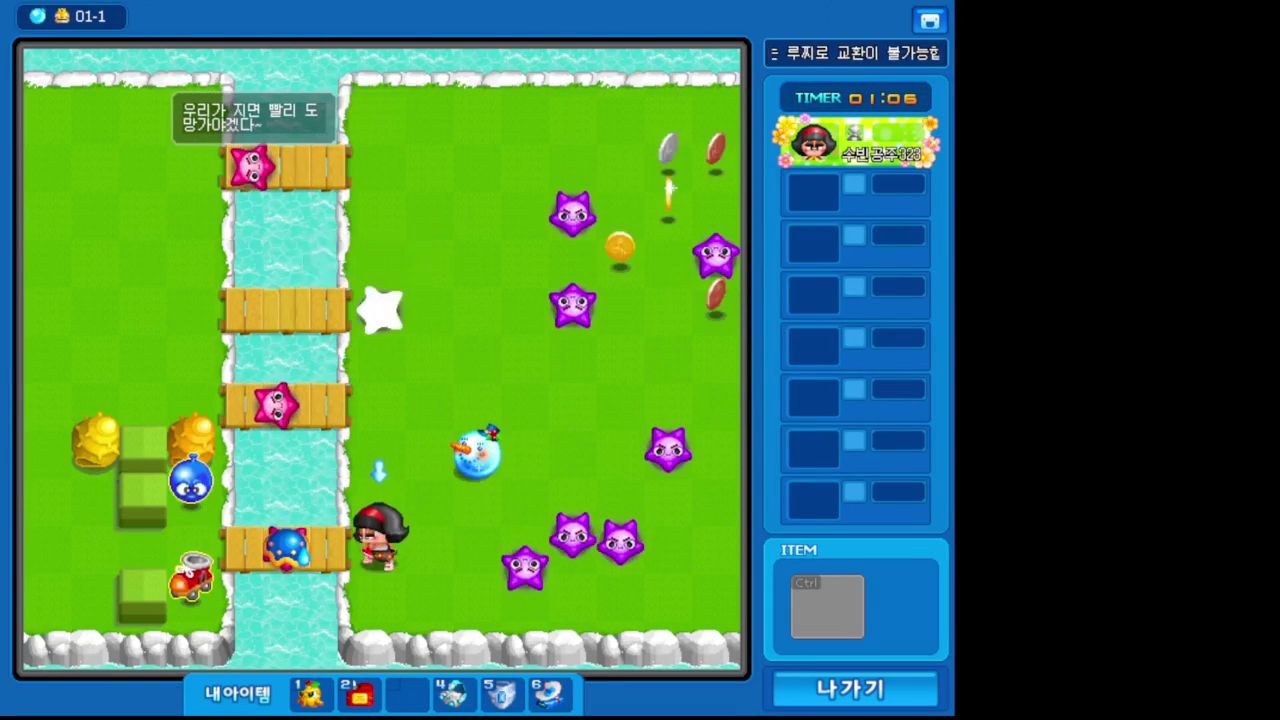 01-1
루찌로 교환이 불가능합
TIMER 01:06
수빈공주323
우리가 지면 빨리 도
망가야겠다~
ITEM
Ctrl
내아이템
1
2
4
5
6
나가기